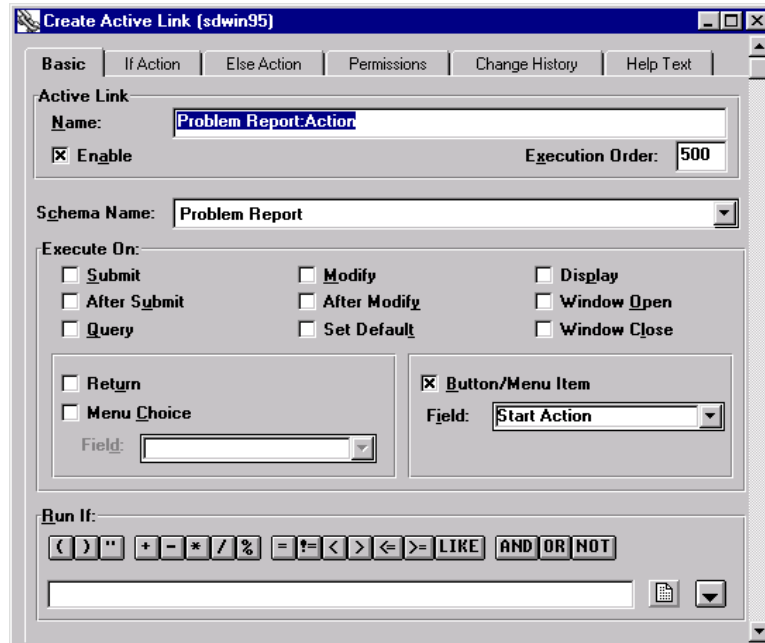 Create Active Link (sdwin95)
Basic If Action Else Action Permissions Change History Help Text
Active Link
Name: Problem Report:Action
Enable Execution Order: 500
Schema Name: Problem Report
Execute On:
Submit Modify Display
After Submit After Modify Window Open
Query Set Default Window Close
Return Button/Menu Item
Menu Choice Field: Start Action
Field:
Run If:
( ) " + - * / % = != < > <= >= LIKE AND OR NOT